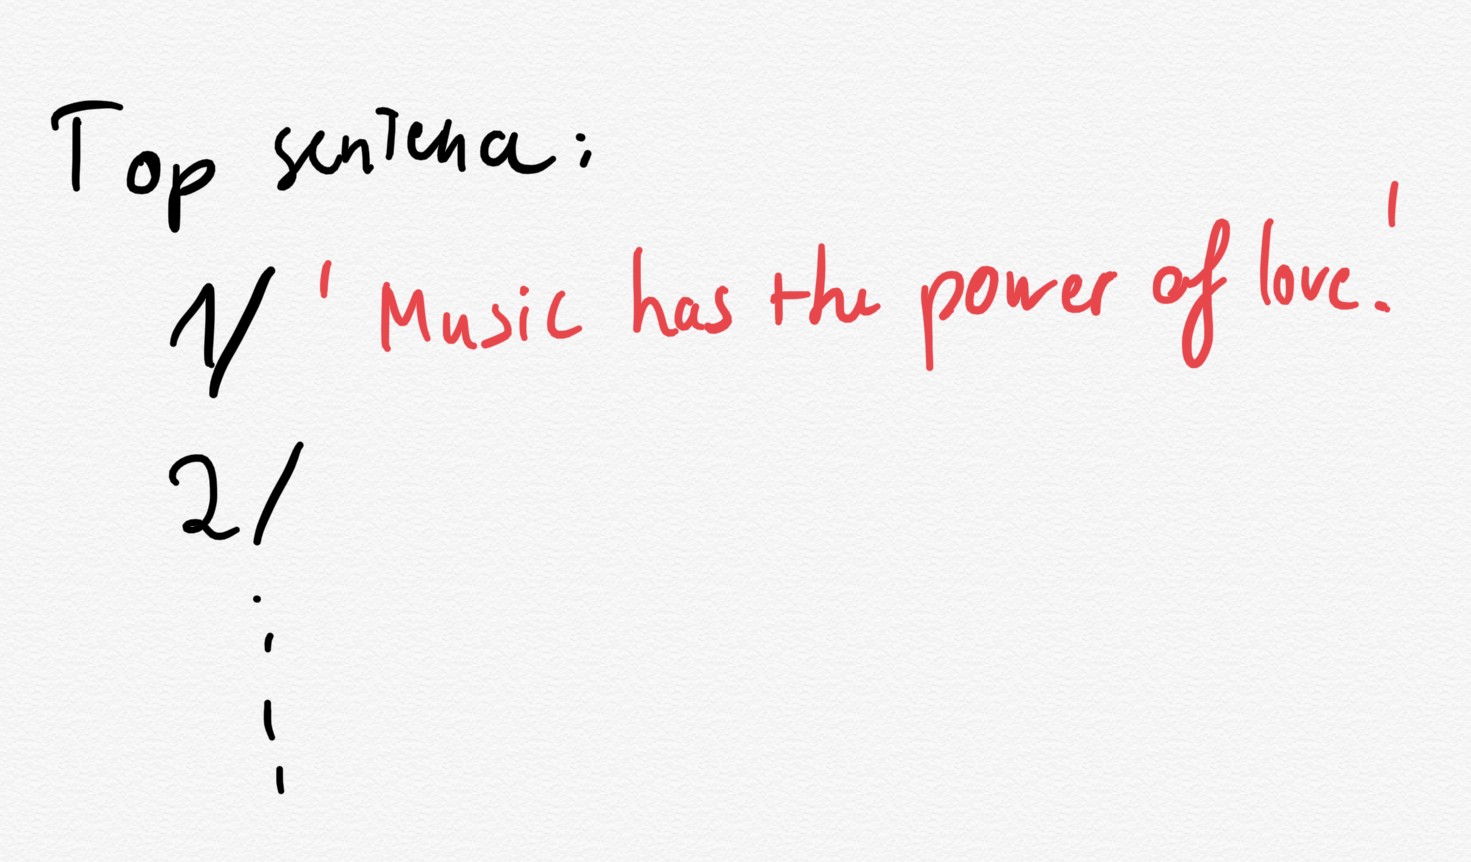 Top sentence:
1/ 'Music has the power of love.'
2/